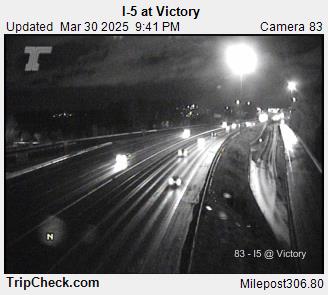 I-5 at Victory
Updated Mar 30 2025 9:41 PM Camera 83
T
N
83 - I5 @ Victory
TripCheck.com Milepost306.80